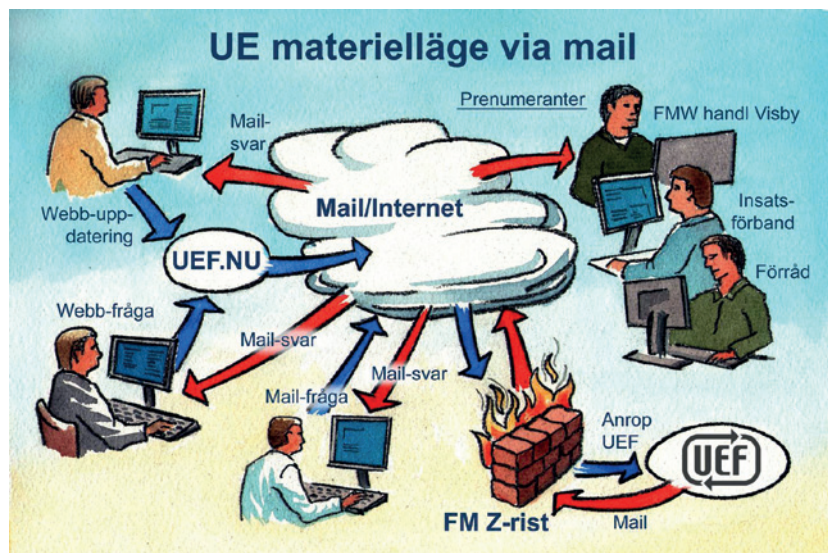 UE materielläge via mail
Prenumeranter
FMW handl Visby
Mail-
svar
Insats-
förband
Mail/Internet
Webb-upp-
datering
UEF.NU
Förråd
Webb-fråga
Mail-svar
Mail-svar
Mail-fråga
Anrop
UEF
UEF
FM Z-rist
Mail